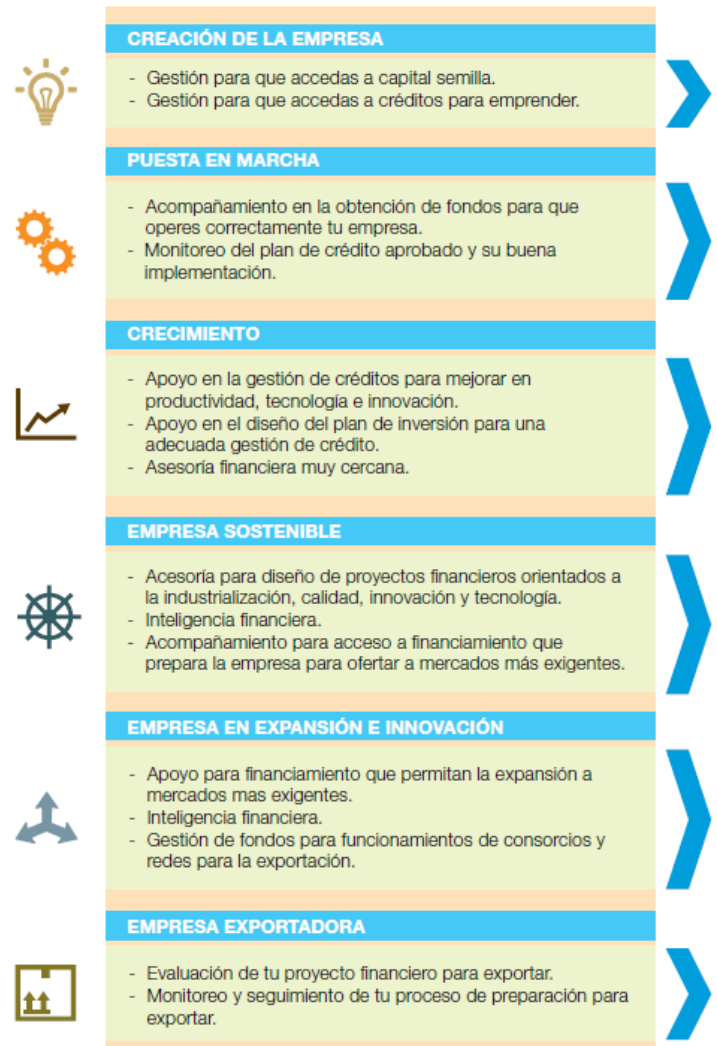 CREACIÓN DE LA EMPRESA
- Gestión para que accedas a capital semilla.
- Gestión para que accedas a créditos para emprender.
PUESTA EN MARCHA
- Acompañamiento en la obtención de fondos para que
operes correctamente tu empresa.
- Monitoreo del plan de crédito aprobado y su buena
implementación.
CRECIMIENTO
- Apoyo en la gestión de créditos para mejorar en
productividad, tecnología e innovación.
- Apoyo en el diseño del plan de inversión para una
adecuada gestión de crédito.
- Asesoría financiera muy cercana.
EMPRESA SOSTENIBLE
- Acesoría para diseño de proyectos financieros orientados a
la industrialización, calidad, innovación y tecnología.
- Inteligencia financiera.
- Acompañamiento para acceso a financiamiento que
prepara la empresa para ofertar a mercados más exigentes.
EMPRESA EN EXPANSIÓN E INNOVACIÓN
- Apoyo para financiamiento que permitan la expansión a
mercados mas exigentes.
- Inteligencia financiera.
- Gestión de fondos para funcionamientos de consorcios y
redes para la exportación.
EMPRESA EXPORTADORA
- Evaluación de tu proyecto financiero para exportar.
- Monitoreo y seguimiento de tu proceso de preparación para
exportar.